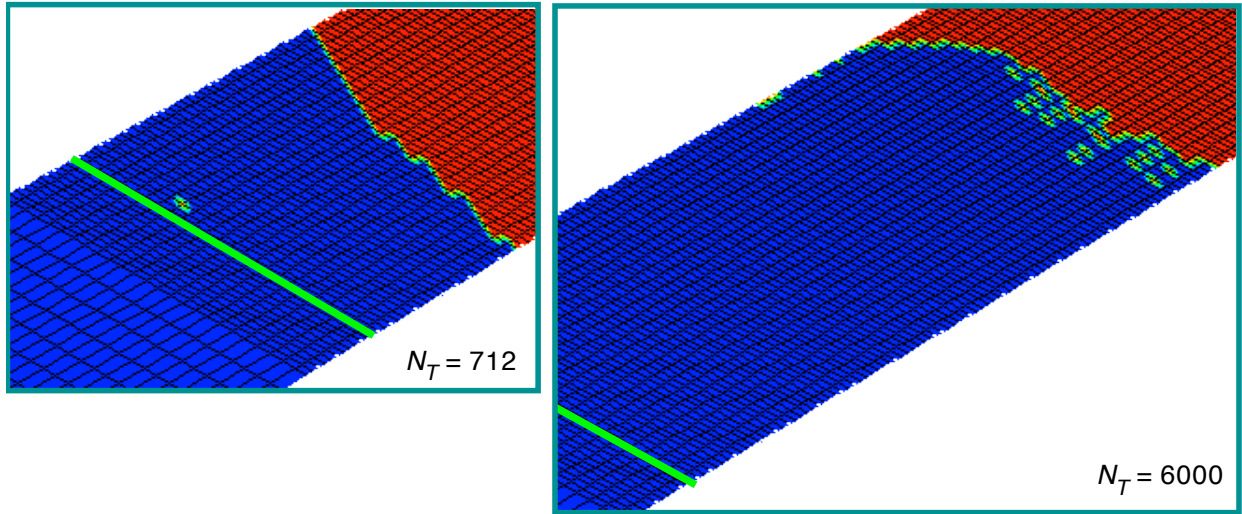 N_T = 712
N_T = 6000